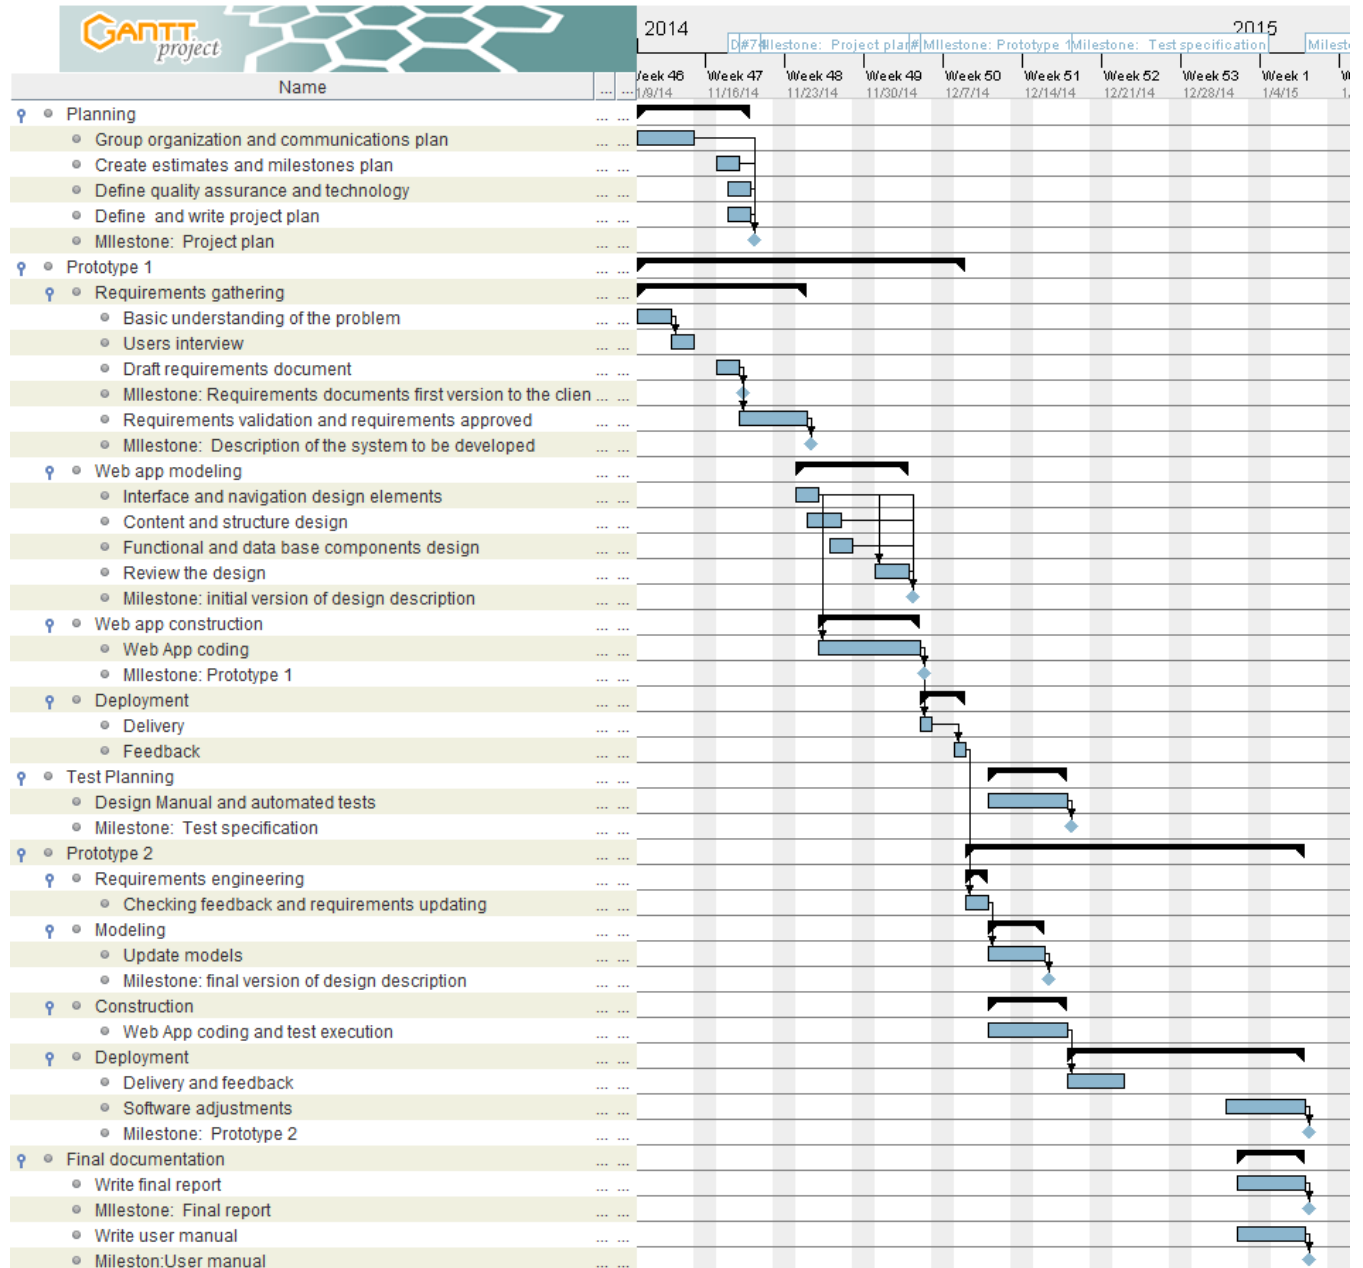 GANTT
project
2014
2015
D #74 Milestone: Project plan # MIlestone: Prototype 1 Milestone: Test specification Milest
Week 46 Week 47 Week 48 Week 49 Week 50 Week 51 Week 52 Week 53 Week 1 W
Name ... ... 1/9/14 11/16/14 11/23/14 11/30/14 12/7/14 12/14/14 12/21/14 12/28/14 1/4/15 1/
Planning ... ...
Group organization and communications plan ... ...
Create estimates and milestones plan ... ...
Define quality assurance and technology ... ...
Define and write project plan ... ...
MIlestone: Project plan ... ...
Prototype 1 ... ...
Requirements gathering ... ...
Basic understanding of the problem ... ...
Users interview ... ...
Draft requirements document ... ...
MIlestone: Requirements documents first version to the clien ... ...
Requirements validation and requirements approved ... ...
MIlestone: Description of the system to be developed ... ...
Web app modeling ... ...
Interface and navigation design elements ... ...
Content and structure design ... ...
Functional and data base components design ... ...
Review the design ... ...
Milestone: initial version of design description ... ...
Web app construction ... ...
Web App coding ... ...
MIlestone: Prototype 1 ... ...
Deployment ... ...
Delivery ... ...
Feedback ... ...
Test Planning ... ...
Design Manual and automated tests ... ...
Milestone: Test specification ... ...
Prototype 2 ... ...
Requirements engineering ... ...
Checking feedback and requirements updating ... ...
Modeling ... ...
Update models ... ...
Milestone: final version of design description ... ...
Construction ... ...
Web App coding and test execution ... ...
Deployment ... ...
Delivery and feedback ... ...
Software adjustments ... ...
Milestone: Prototype 2 ... ...
Final documentation ... ...
Write final report ... ...
MIlestone: Final report ... ...
Write user manual ... ...
Mileston:User manual ... ...